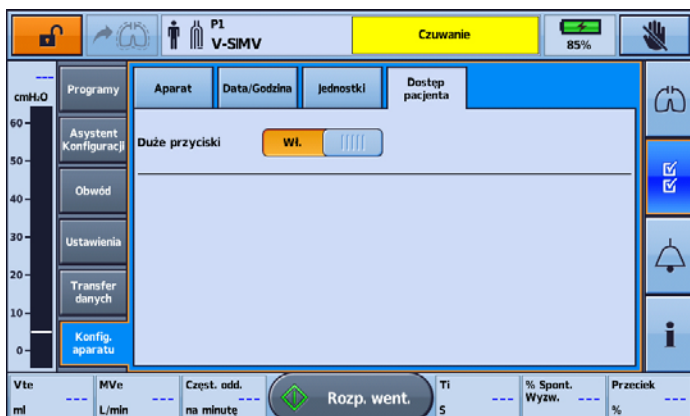 P1
V-SIMV
Czuwanie
85%
---
cmH₂O
60
50
40
30
20
10
0
Programy
Asystent
Konfiguracji
Obwód
Ustawienia
Transfer
danych
Konfig.
aparatu
Aparat
Data/Godzina
Jednostki
Dostęp
pacjenta
Duże przyciski
Wł.
i
Vte
---
ml
MVe
---
L/min
Częst. odd.
---
na minutę
Rozp. went.
Ti
---
s
% Spont.
Wyzw.
---
Przeciek
---
%